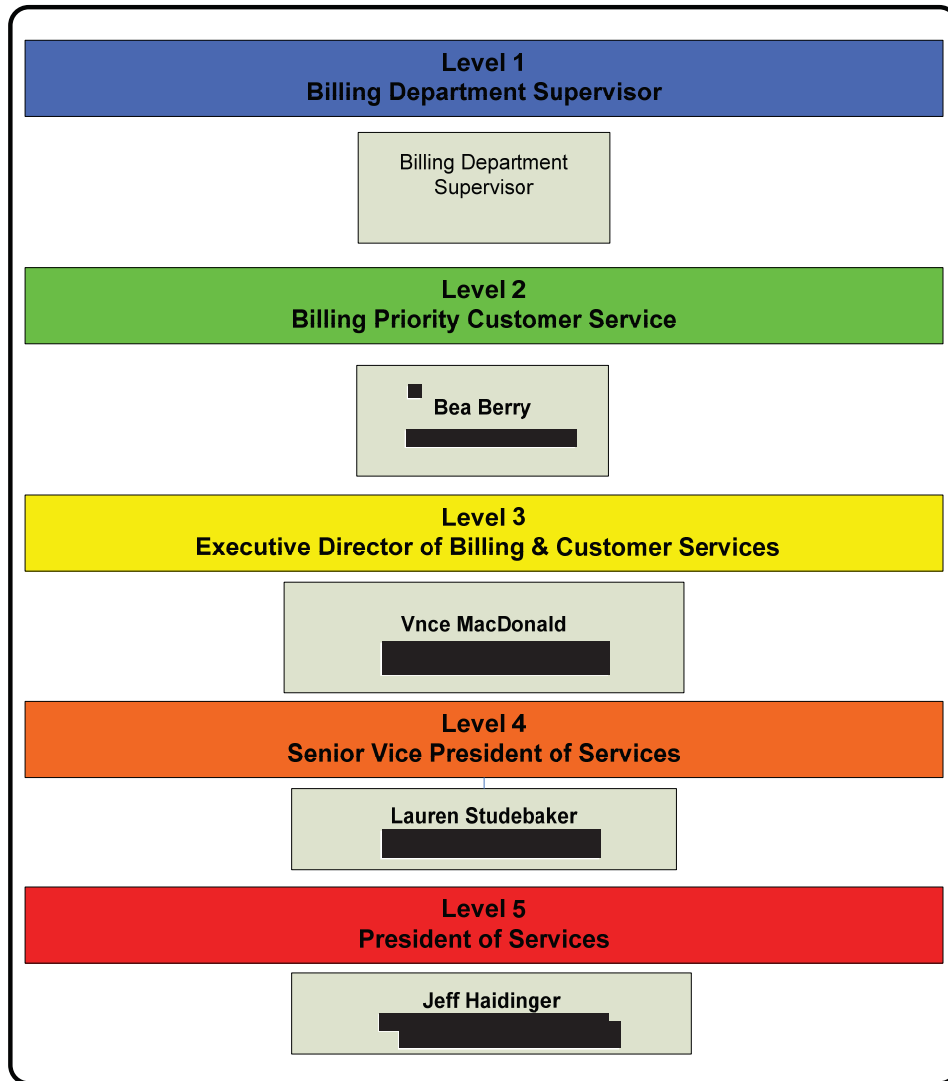 Level 1
Billing Department Supervisor
Billing Department
Supervisor
Level 2
Billing Priority Customer Service
Bea Berry
Level 3
Executive Director of Billing & Customer Services
Vnce MacDonald
Level 4
Senior Vice President of Services
Lauren Studebaker
Level 5
President of Services
Jeff Haidinger